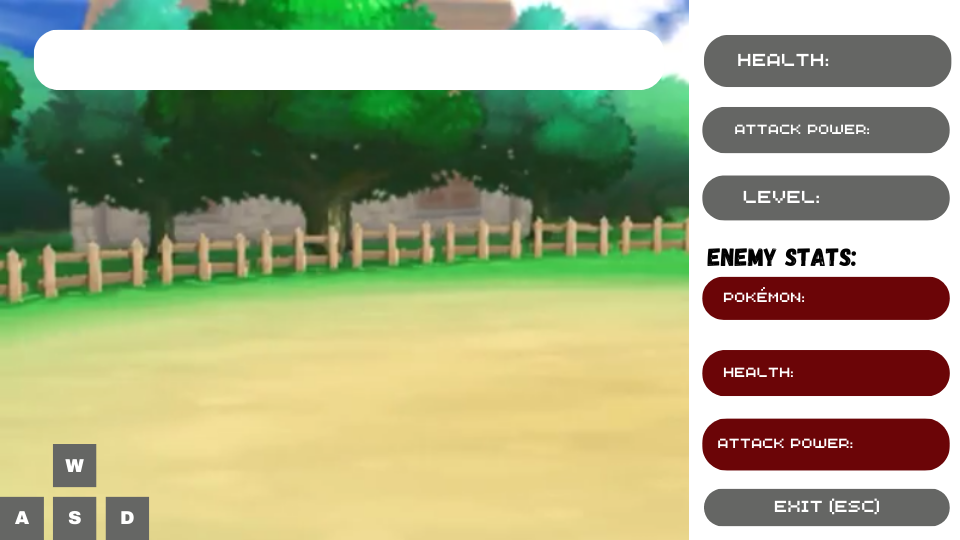 HEALTH:
ATTACK POWER:
LEVEL:
ENEMY STATS:
POKÉMON:
HEALTH:
ATTACK POWER:
EXIT (ESC)
W
A S D